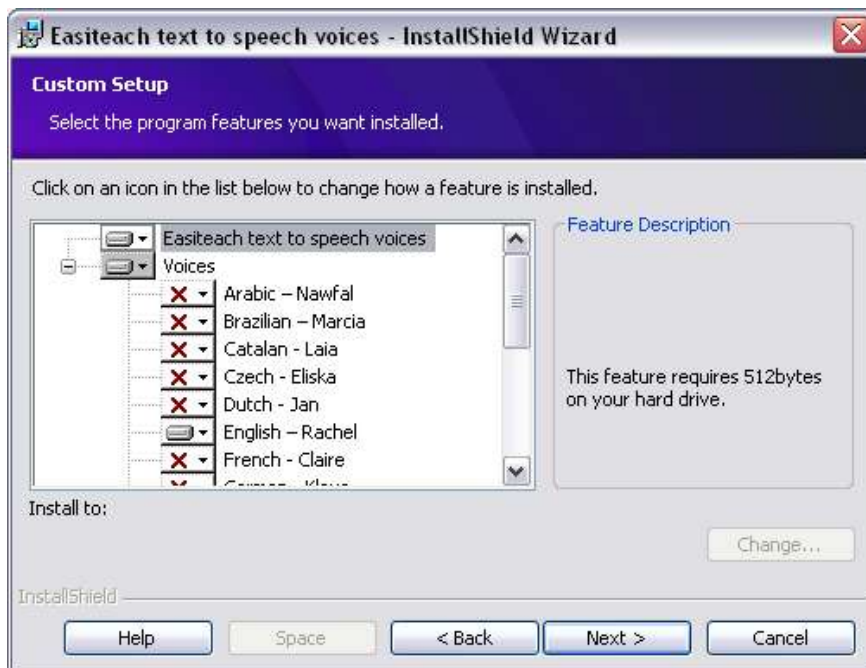 Easiteach text to speech voices - InstallShield Wizard
Custom Setup
Select the program features you want installed.
Click on an icon in the list below to change how a feature is installed.
Easiteach text to speech voices
Voices
Arabic – Nawfal
Brazilian – Marcia
Catalan - Laia
Czech - Eliska
Dutch - Jan
English – Rachel
French - Claire
Feature Description
This feature requires 512bytes
on your hard drive.
Install to:
Change...
InstallShield
Help
Space
< Back
Next >
Cancel